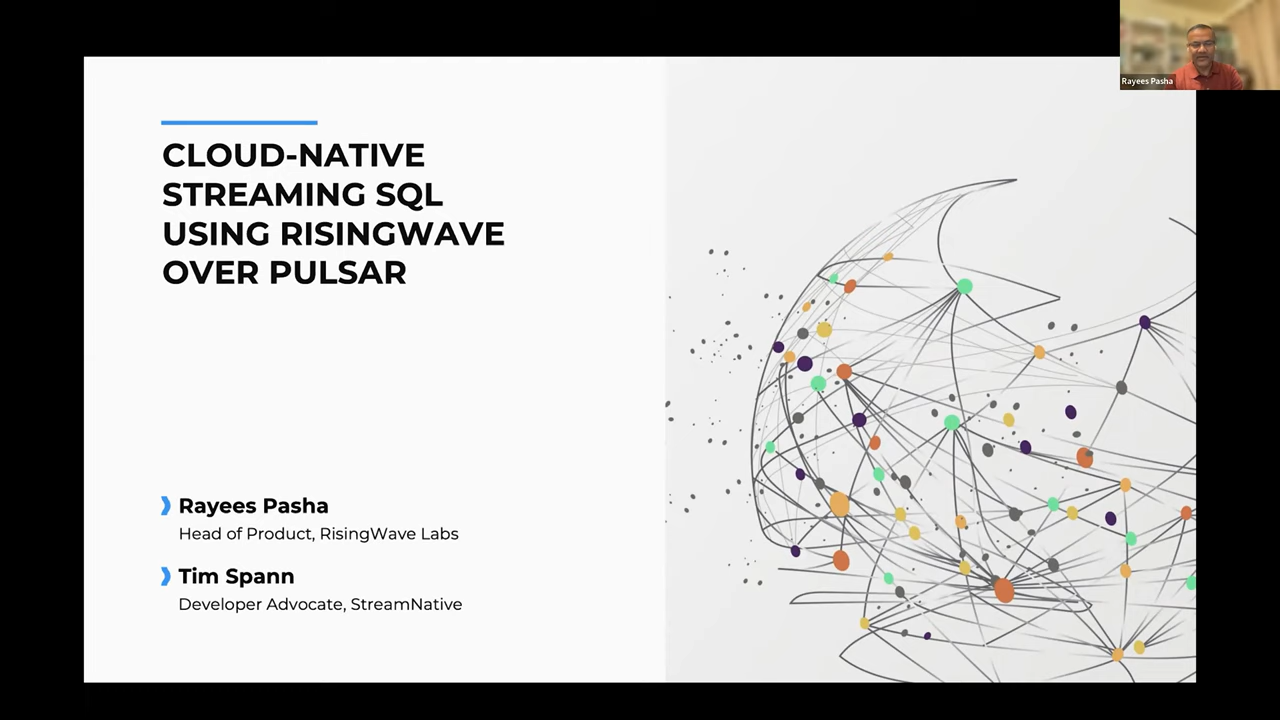 Rayees Pasha
CLOUD-NATIVE
STREAMING SQL
USING RISINGWAVE
OVER PULSAR
Rayees Pasha
Head of Product, RisingWave Labs
Tim Spann
Developer Advocate, StreamNative